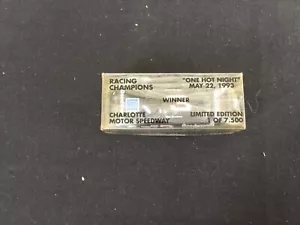 RACING "ONE HOT NIGHT"
CHAMPIONS MAY 22, 1993
WINNER
CHARLOTTE LIMITED EDITION
MOTOR SPEEDWAY 1 OF 7,500